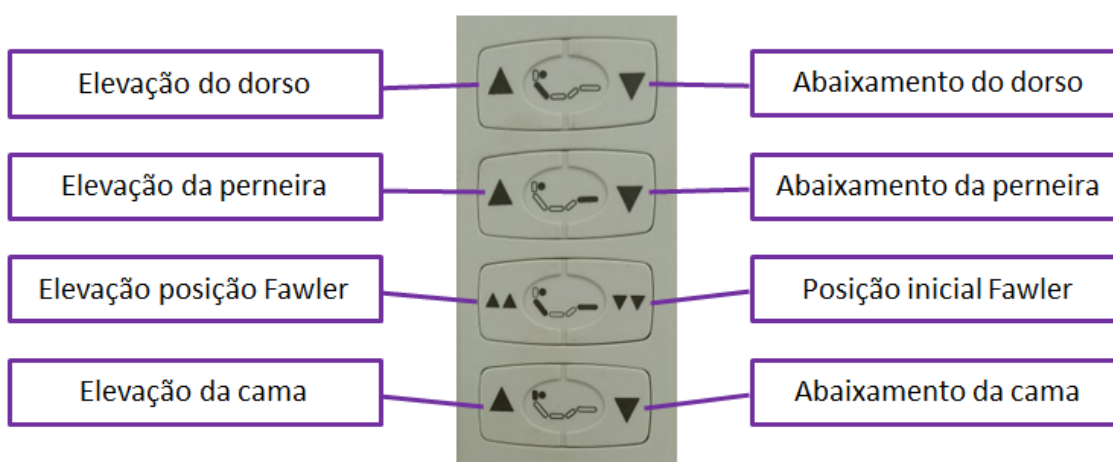 Elevação do dorso
Abaixamento do dorso
Elevação da perneira
Abaixamento da perneira
Elevação posição Fawler
Posição inicial Fawler
Elevação da cama
Abaixamento da cama